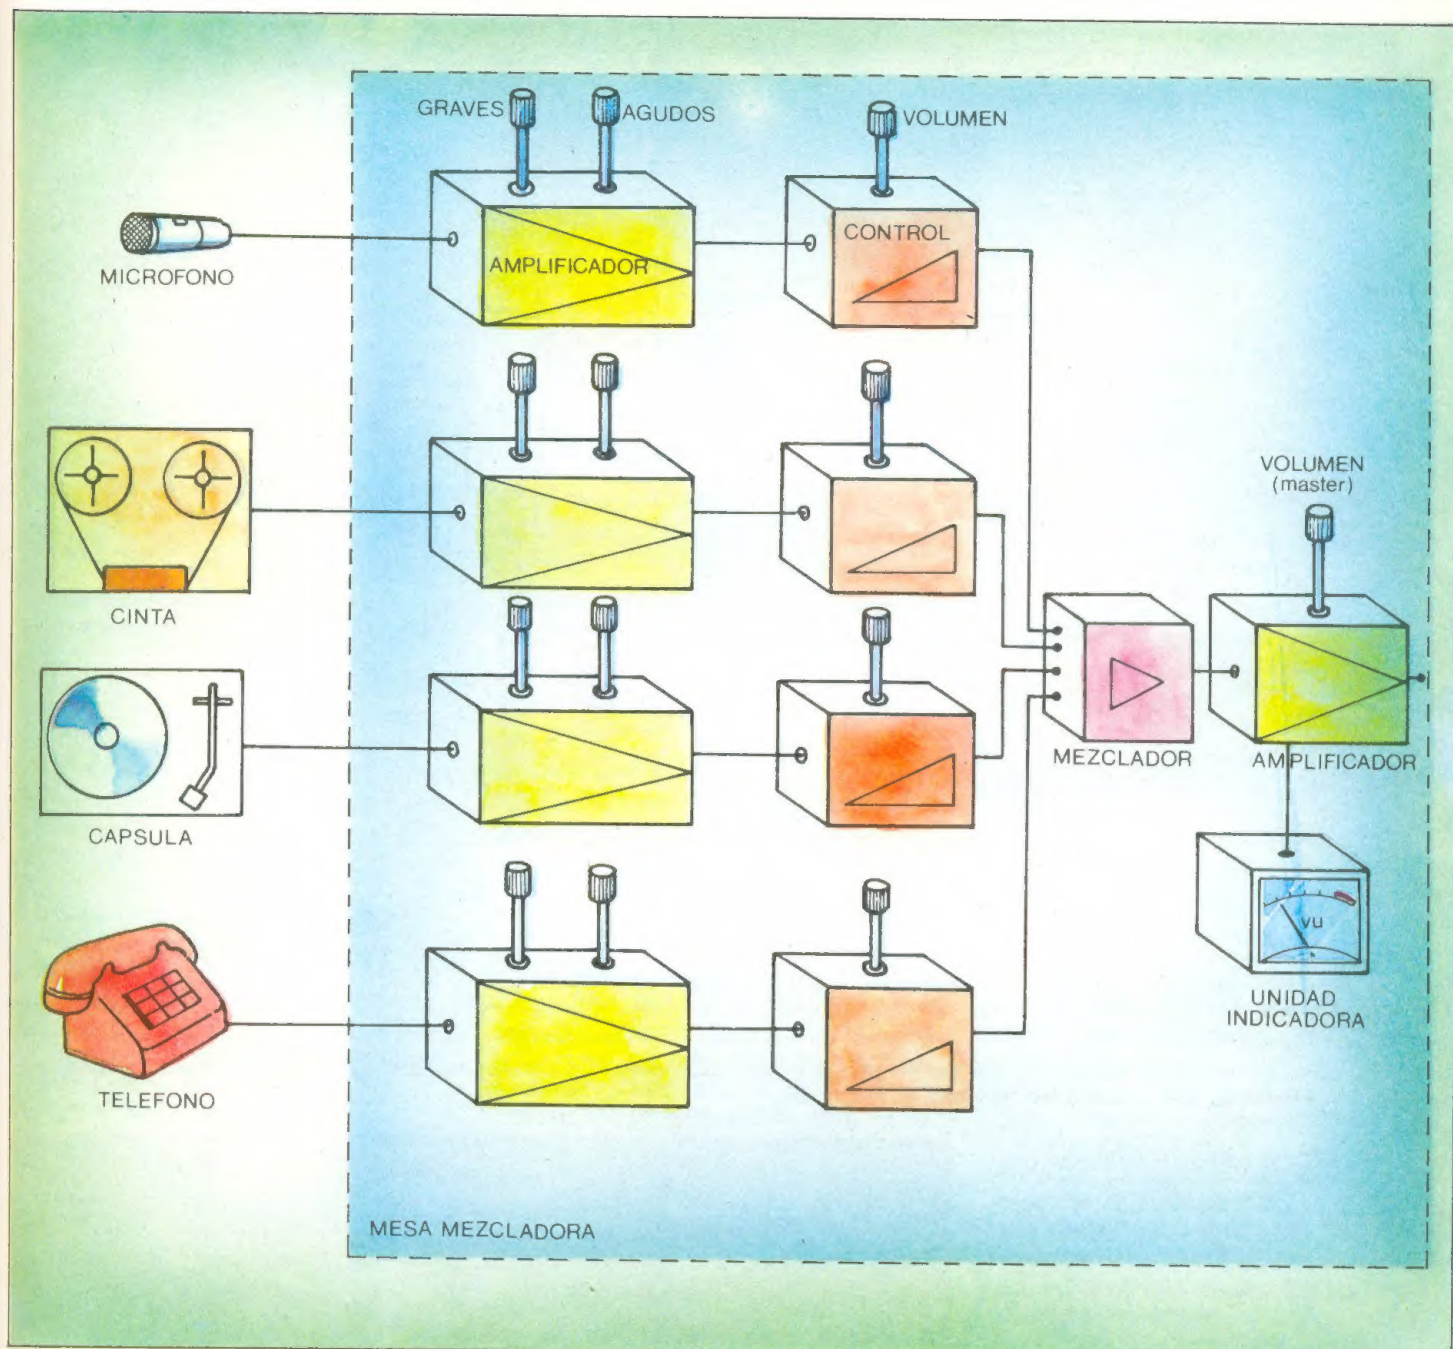 GRAVES
AGUDOS
VOLUMEN
MICROFONO
AMPLIFICADOR
CONTROL
CINTA
VOLUMEN
(master)
CAPSULA
MEZCLADOR
AMPLIFICADOR
vu
UNIDAD
INDICADORA
TELEFONO
MESA MEZCLADORA